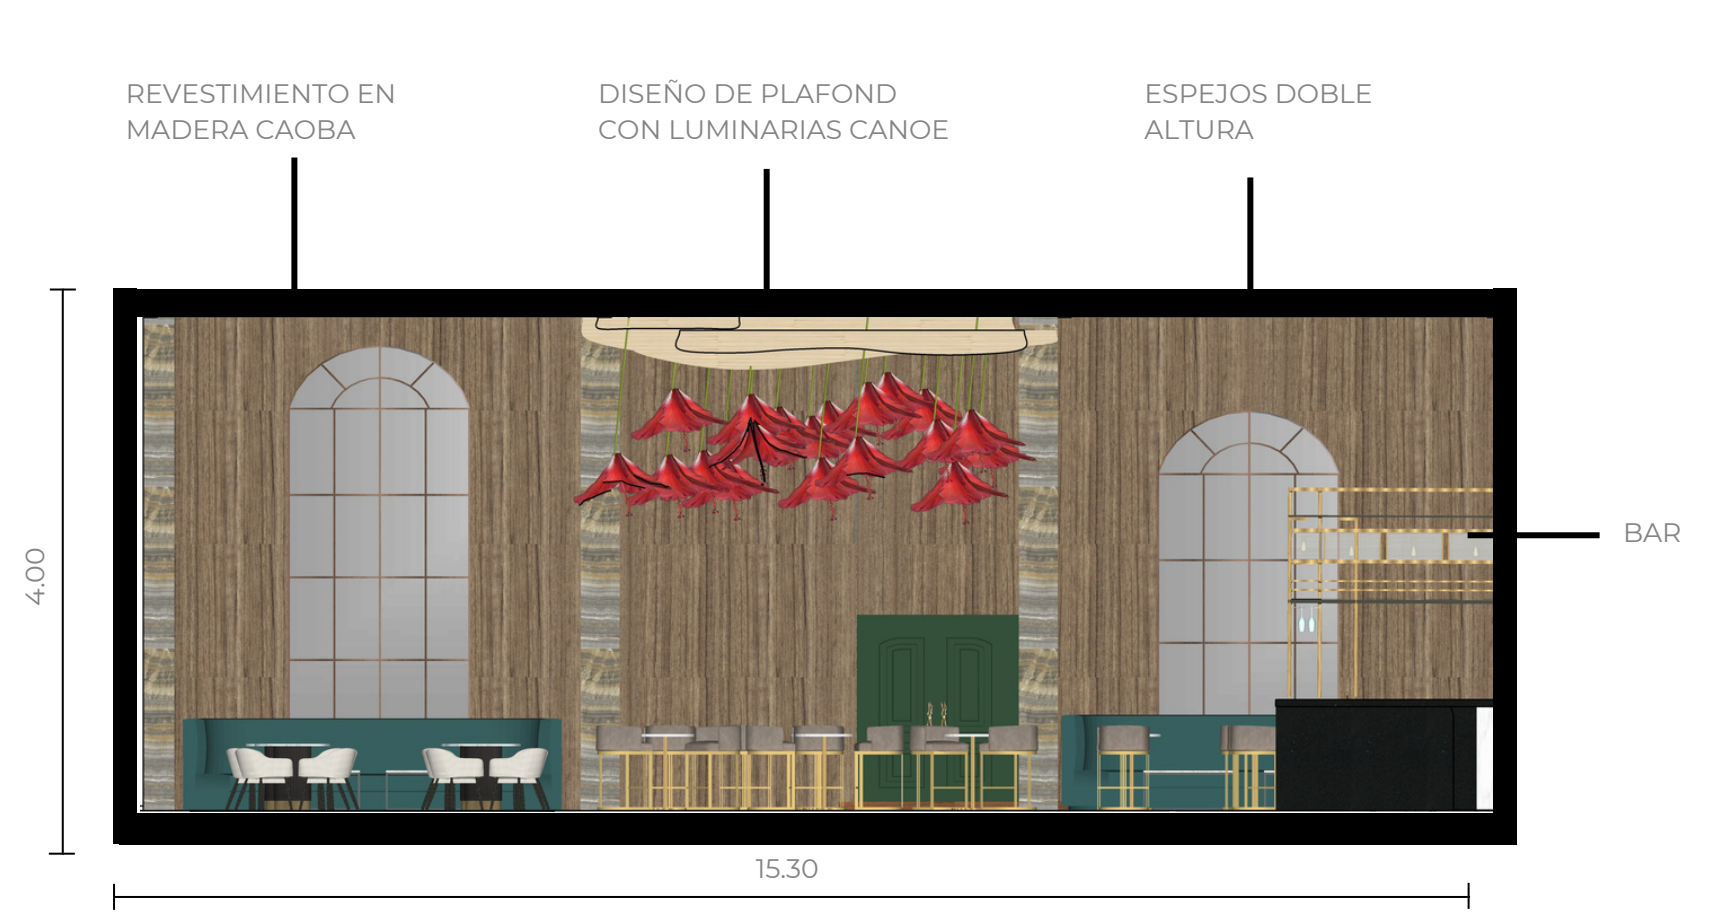 REVESTIMIENTO EN
MADERA CAOBA
DISEÑO DE PLAFOND
CON LUMINARIAS CANOE
ESPEJOS DOBLE
ALTURA
4.00
BAR
15.30